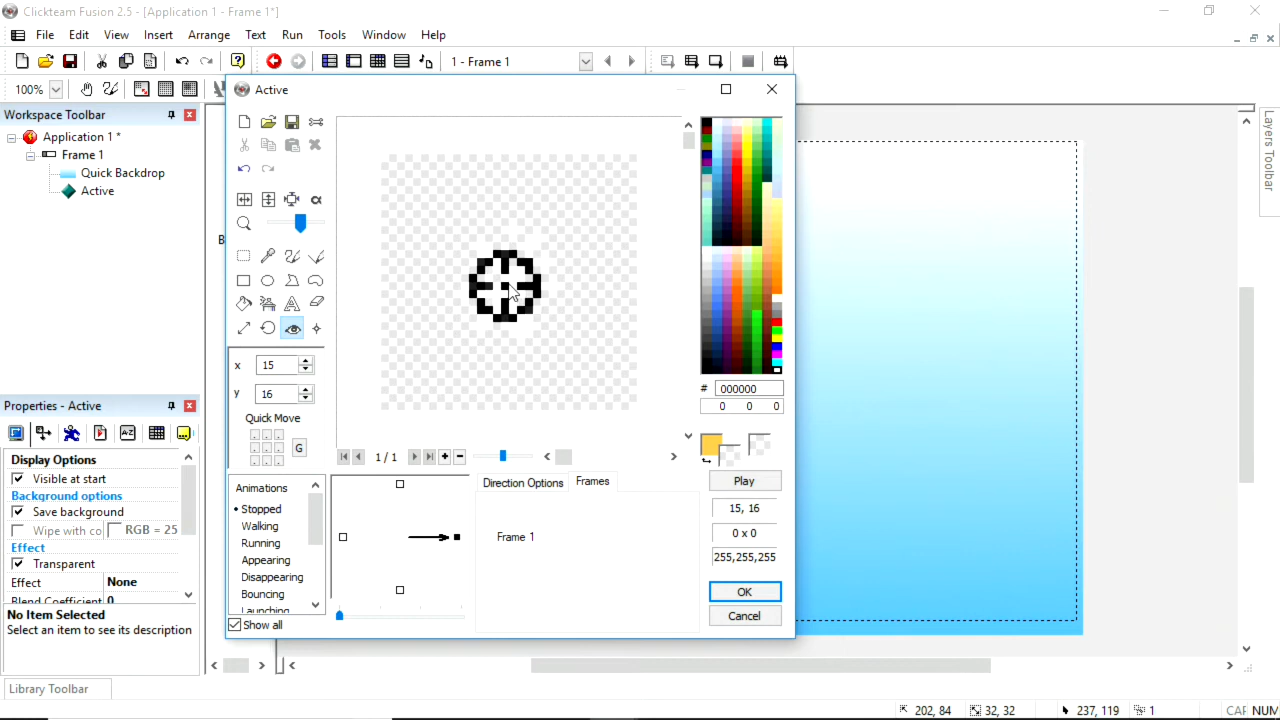 Clickteam Fusion 2.5 - [Application 1 - Frame 1*]
File Edit View Insert Arrange Text Run Tools Window Help
1 - Frame 1
100%
Workspace Toolbar
Application 1 *
Frame 1
Quick Backdrop
Active
Active
x 15
y 16
Quick Move
G
1 / 1
# 000000
0 0 0
Animations
Stopped
Walking
Running
Appearing
Disappearing
Bouncing
Launching
Show all
Direction Options Frames
Frame 1
Play
15, 16
0 x 0
255,255,255
OK
Cancel
Properties - Active
Display Options
Visible at start
Background options
Save background
Wipe with co RGB = 25
Effect
Transparent
Effect None
Blend Coefficient 0
No Item Selected
Select an item to see its description
Library Toolbar
Layers Toolbar
202, 84 32, 32 237, 119 1 CAF NUM